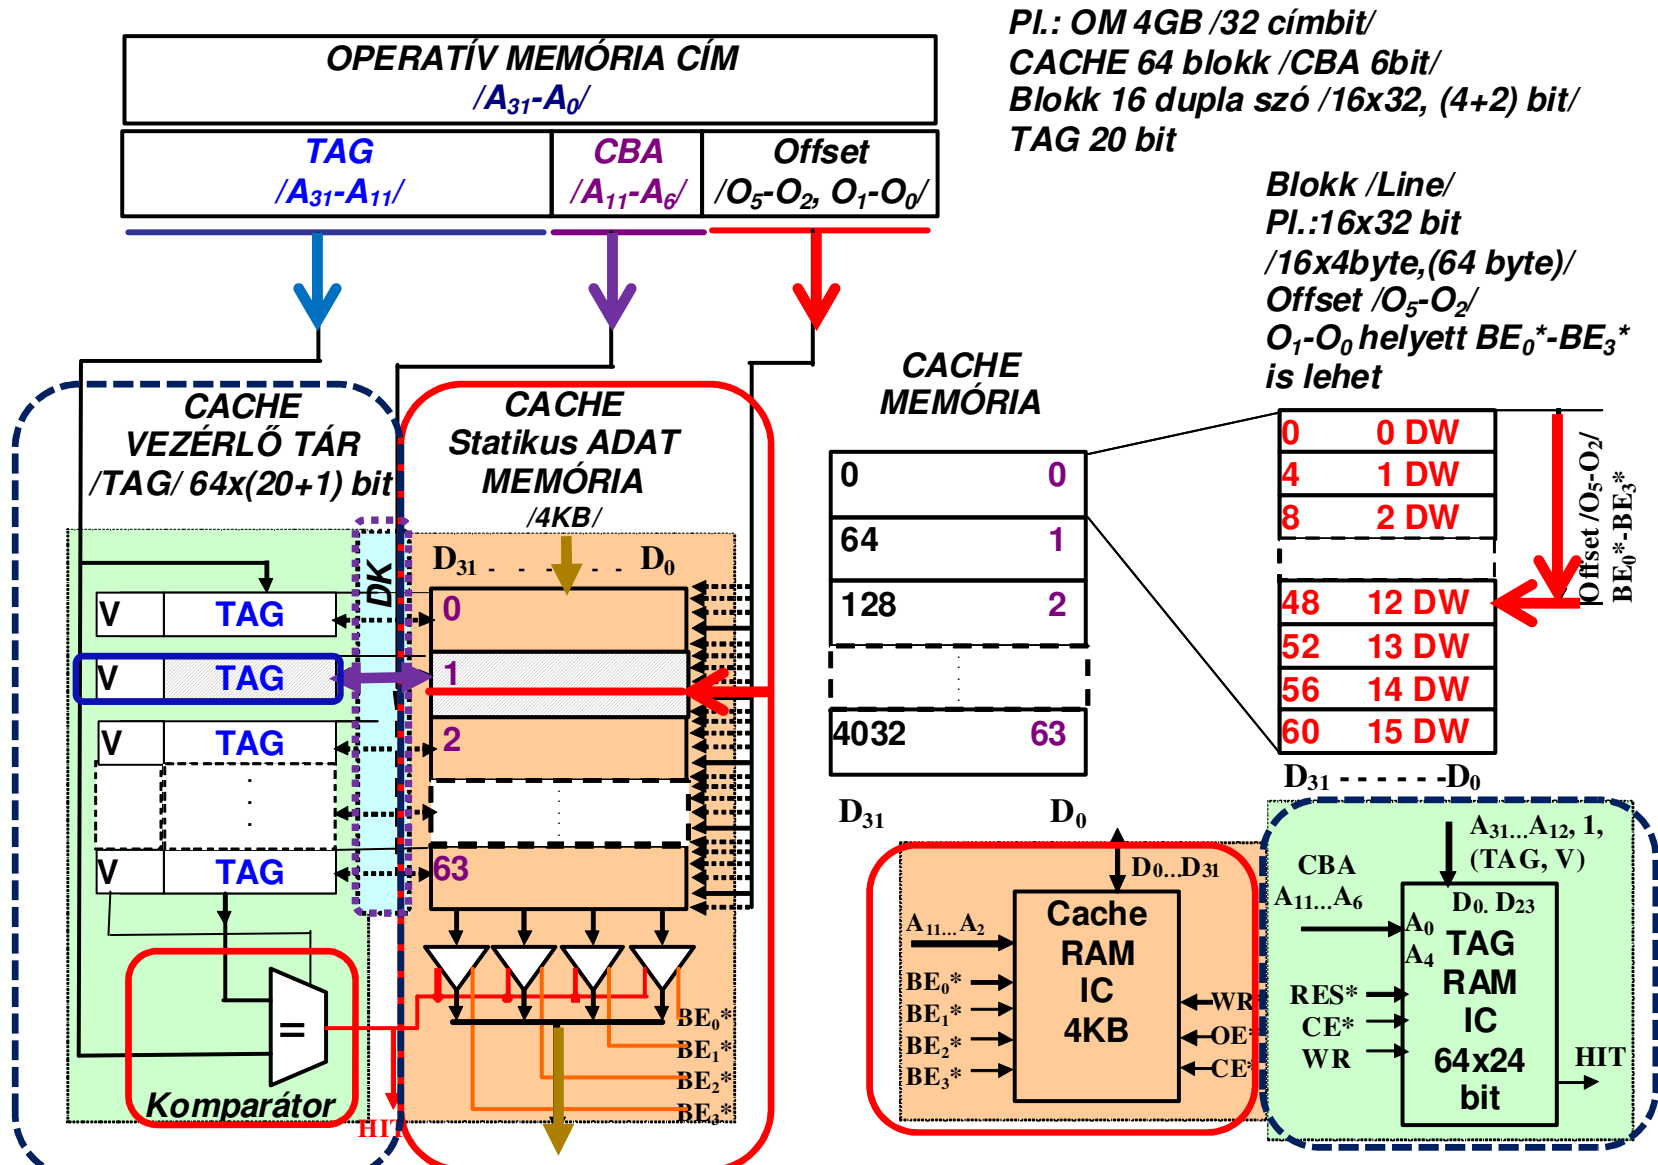 Pl.: OM 4GB /32 címbit/
CACHE 64 blokk /CBA 6bit/
Blokk 16 dupla szó /16x32, (4+2) bit/
TAG 20 bit
OPERATÍV MEMÓRIA CÍM
/A31-A0/
TAG
/A31-A11/
CBA
/A11-A6/
Offset
/O5-O2, O1-O0/
Blokk /Line/
Pl.:16x32 bit
/16x4byte,(64 byte)/
Offset /O5-O2/
O1-O0 helyett BE0*-BE3*
is lehet
CACHE
VEZÉRLŐ TÁR
/TAG/ 64x(20+1) bit
CACHE
Statikus ADAT
MEMÓRIA
/4KB/
D31 - - - - - - D0
DK
V TAG
V TAG
V TAG
V TAG
0
1
2
63
=
Komparátor
HIT
BE0*
BE1*
BE2*
BE3*
CACHE
MEMÓRIA
0 0
64 1
128 2
4032 63
D31 D0
0 0 DW
4 1 DW
8 2 DW
48 12 DW
52 13 DW
56 14 DW
60 15 DW
D31 - - - - - -D0
Offset /O5-O2/
BE0*-BE3*
D0...D31
A11...A2
BE0*
BE1*
BE2*
BE3*
Cache
RAM
IC
4KB
WR
OE*
CE*
A31...A12, 1,
(TAG, V)
CBA
A11...A6
D0. D23
A0
A4
TAG
RAM
IC
64x24
bit
RES*
CE*
WR
HIT